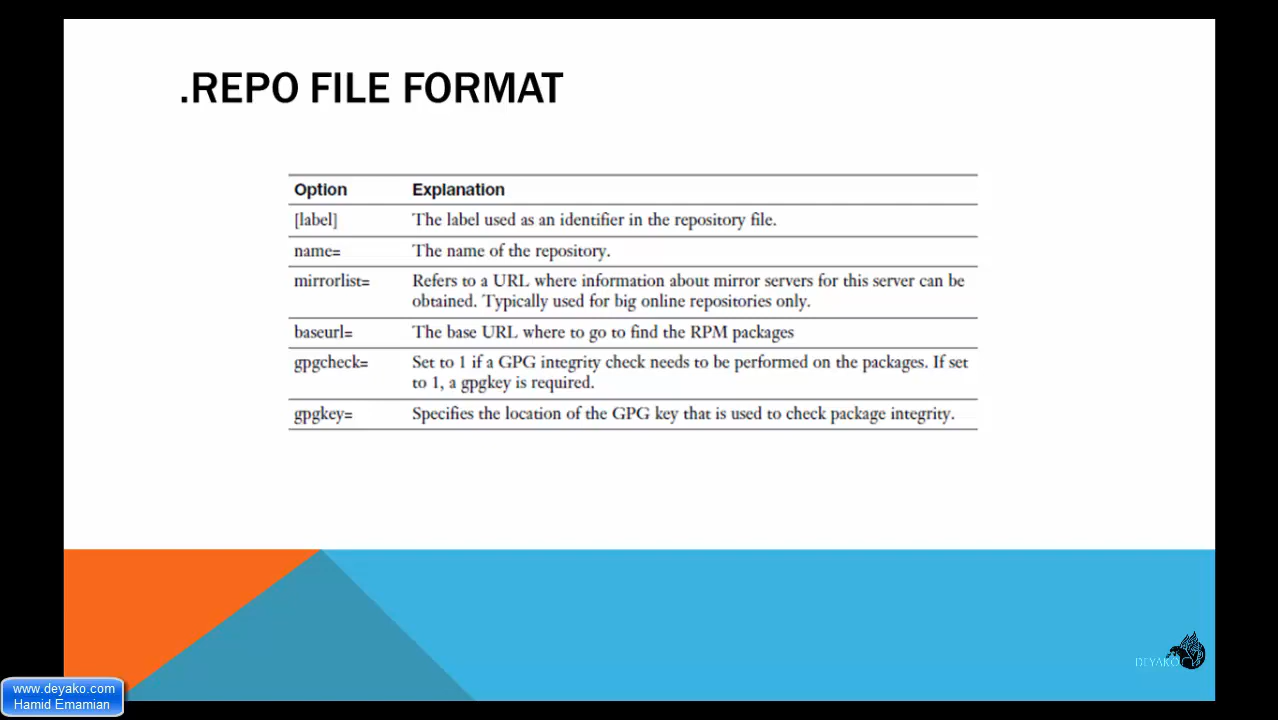 .REPO FILE FORMAT
Option Explanation
[label] The label used as an identifier in the repository file.
name= The name of the repository.
mirrorlist= Refers to a URL where information about mirror servers for this server can be
obtained. Typically used for big online repositories only.
baseurl= The base URL where to go to find the RPM packages
gpgcheck= Set to 1 if a GPG integrity check needs to be performed on the packages. If set
to 1, a gpgkey is required.
gpgkey= Specifies the location of the GPG key that is used to check package integrity.
DEYAKO
www.deyako.com
Hamid Emamian